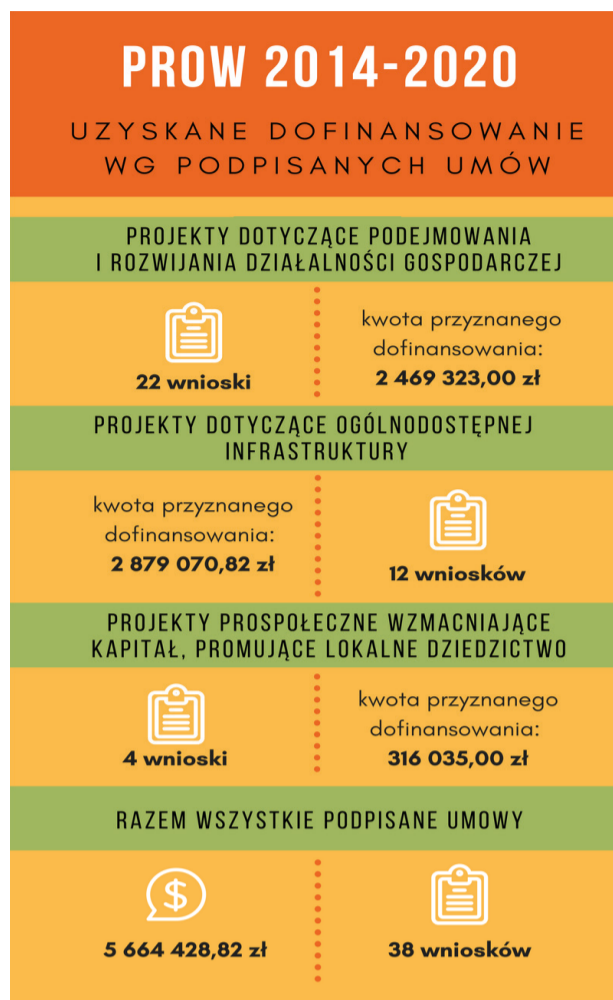 PROW 2014-2020
UZYSKANE DOFINANSOWANIE
WG PODPISANYCH UMÓW
PROJEKTY DOTYCZĄCE PODEJMOWANIA
I ROZWIJANIA DZIAŁALNOŚCI GOSPODARCZEJ
22 wnioski
kwota przyznanego
dofinansowania:
2 469 323,00 zł
PROJEKTY DOTYCZĄCE OGÓLNODOSTĘPNEJ
INFRASTRUKTURY
kwota przyznanego
dofinansowania:
2 879 070,82 zł
12 wniosków
PROJEKTY PROSPOŁECZNE WZMACNIAJĄCE
KAPITAŁ, PROMUJĄCE LOKALNE DZIEDZICTWO
4 wnioski
kwota przyznanego
dofinansowania:
316 035,00 zł
RAZEM WSZYSTKIE PODPISANE UMOWY
$
5 664 428,82 zł
38 wniosków